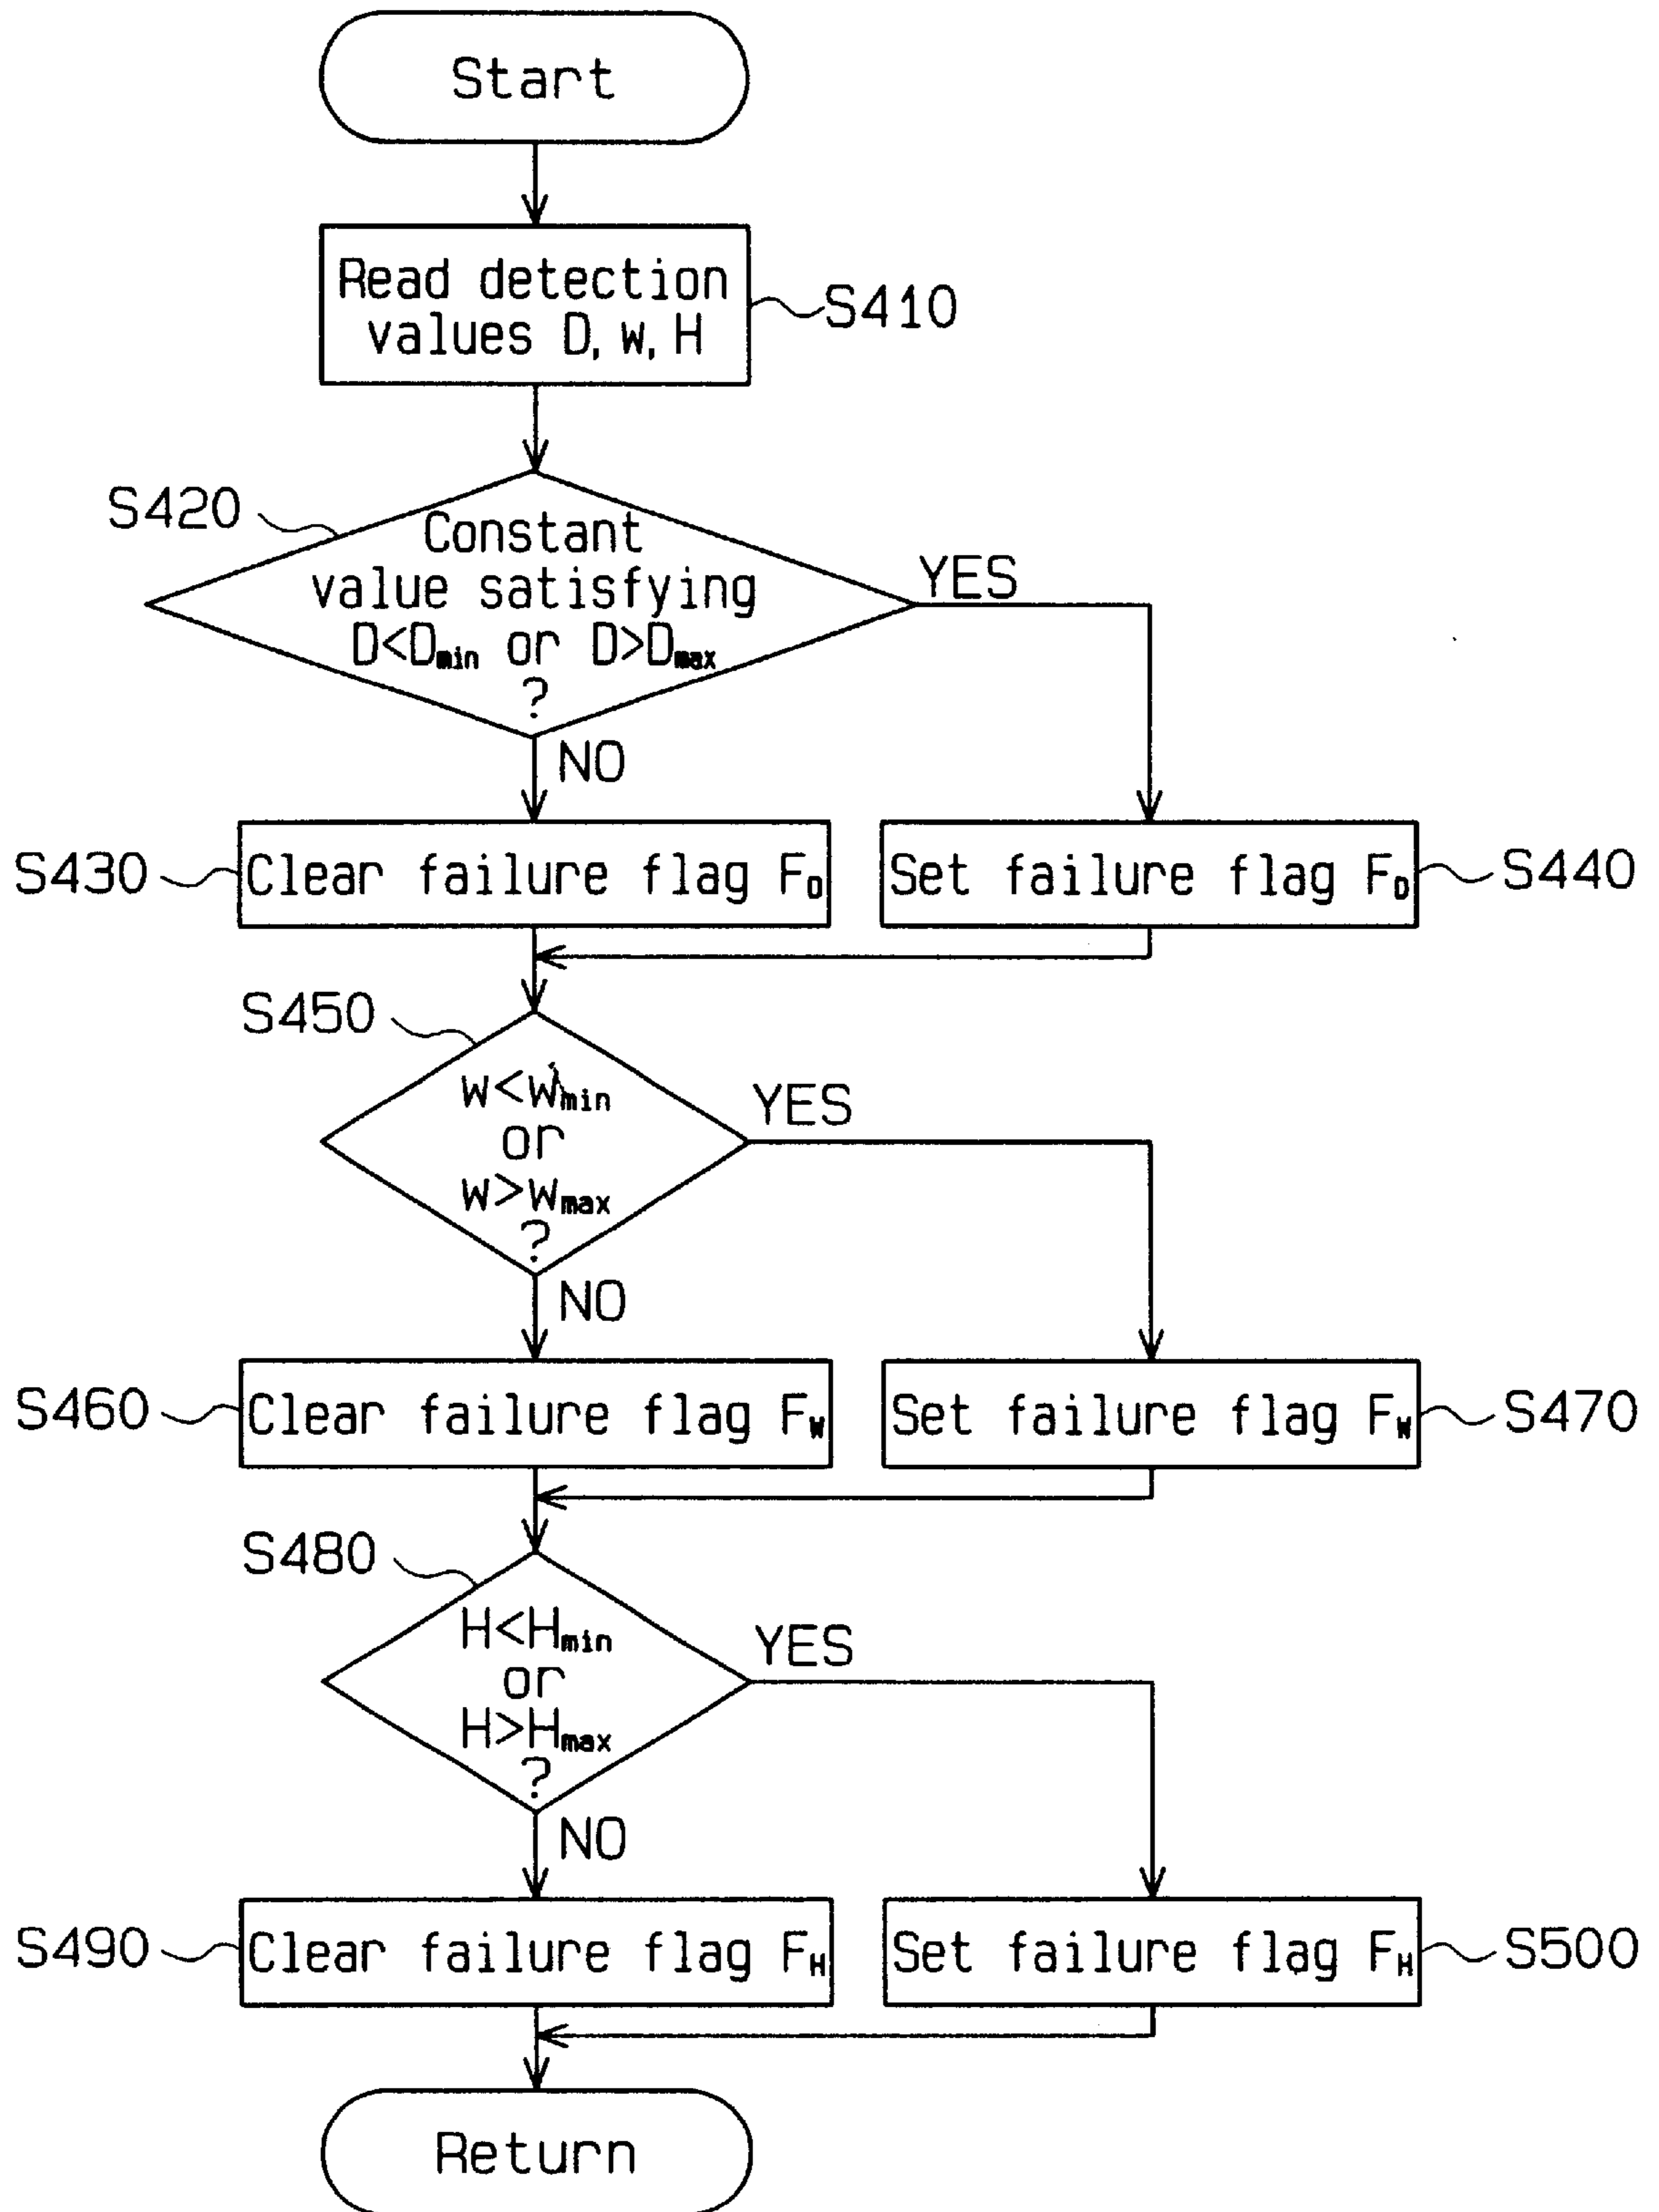 Start
Read detection
values D, w, H
S410
S420
Constant
value satisfying
D<Dmin or D>Dmax
?
YES
NO
S430
Clear failure flag FD
Set failure flag FD
S440
S450
W<Wmin
or
W>Wmax
?
YES
NO
S460
Clear failure flag FW
Set failure flag FW
S470
S480
H<Hmin
or
H>Hmax
?
YES
NO
S490
Clear failure flag FH
Set failure flag FH
S500
Return